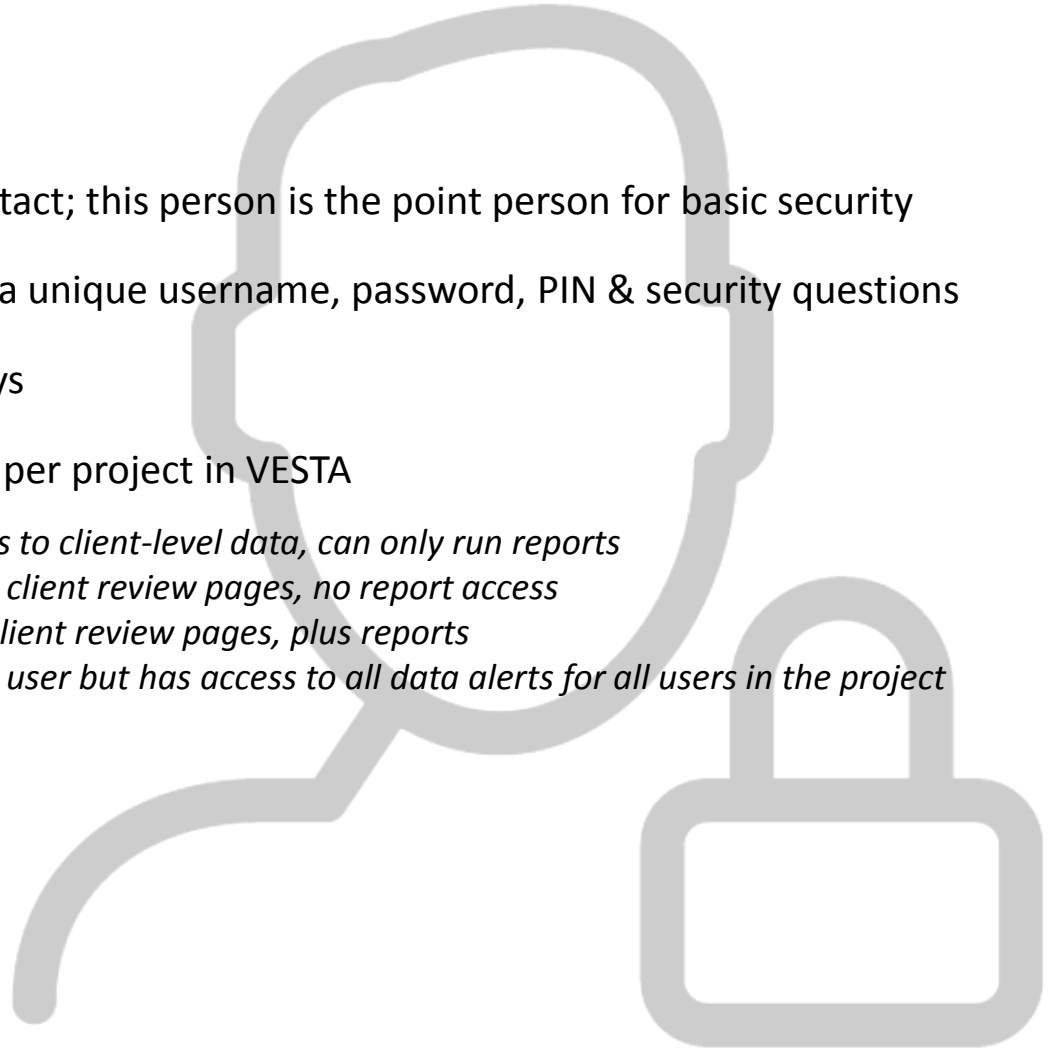 tact; this person is the point person for basic security
a unique username, password, PIN & security questions
ys
per project in VESTA
s to client-level data, can only run reports
client review pages, no report access
lient review pages, plus reports
user but has access to all data alerts for all users in the project